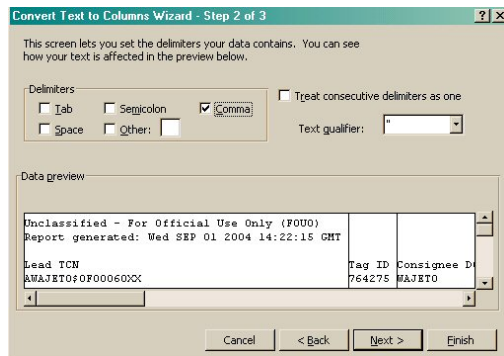 Convert Text to Columns Wizard - Step 2 of 3
This screen lets you set the delimiters your data contains. You can see
how your text is affected in the preview below.
Delimiters
Tab Semicolon Comma
Space Other:
Treat consecutive delimiters as one
Text qualifier: "
Data preview
Unclassified - For Official Use Only (FOUO)
Report generated: Wed SEP 01 2004 14:22:15 GMT
Lead TCN Tag ID Consignee
AWAJET0$0F00060XX 764275 WAJET0
Cancel < Back Next > Finish